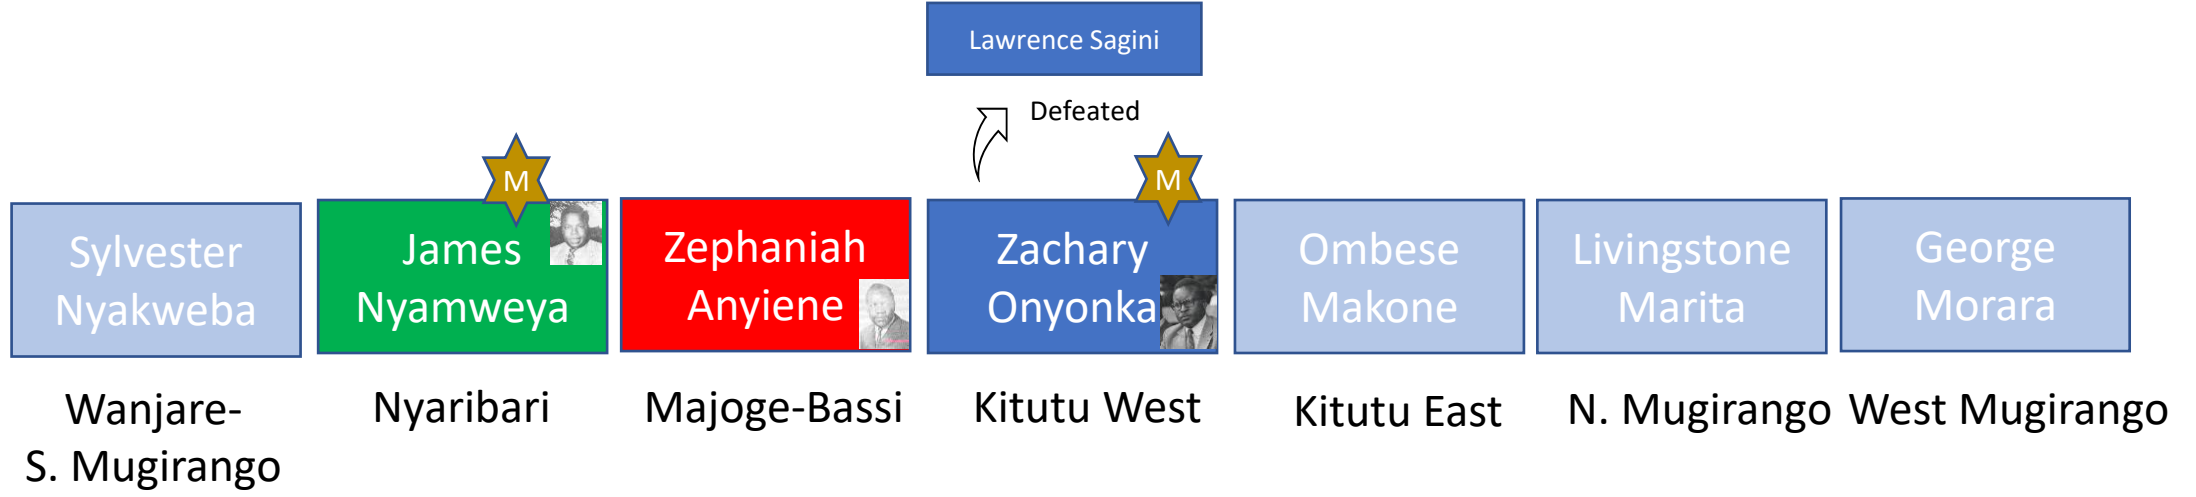 Lawrence Sagini
Defeated
M
M
Sylvester
Nyakweba
James
Nyamweya
Zephaniah
Anyiene
Zachary
Onyonka
Ombese
Makone
Livingstone
Marita
George
Morara
Wanjare-
S. Mugirango
Nyaribari
Majoge-Bassi
Kitutu West
Kitutu East
N. Mugirango
West Mugirango